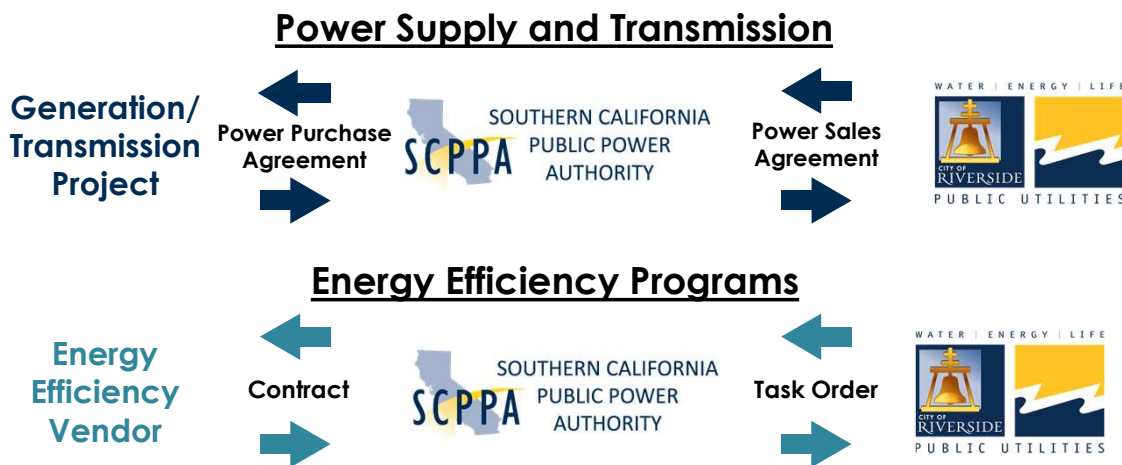 Power Supply and Transmission
Generation/
Transmission
Project
Power Purchase
Agreement
SCPPA
SOUTHERN CALIFORNIA
PUBLIC POWER
AUTHORITY
Power Sales
Agreement
WATER | ENERGY | LIFE
CITY OF
RIVERSIDE
PUBLIC UTILITIES
Energy Efficiency Programs
Energy
Efficiency
Vendor
Contract
SCPPA
SOUTHERN CALIFORNIA
PUBLIC POWER
AUTHORITY
Task Order
WATER | ENERGY | LIFE
CITY OF
RIVERSIDE
PUBLIC UTILITIES